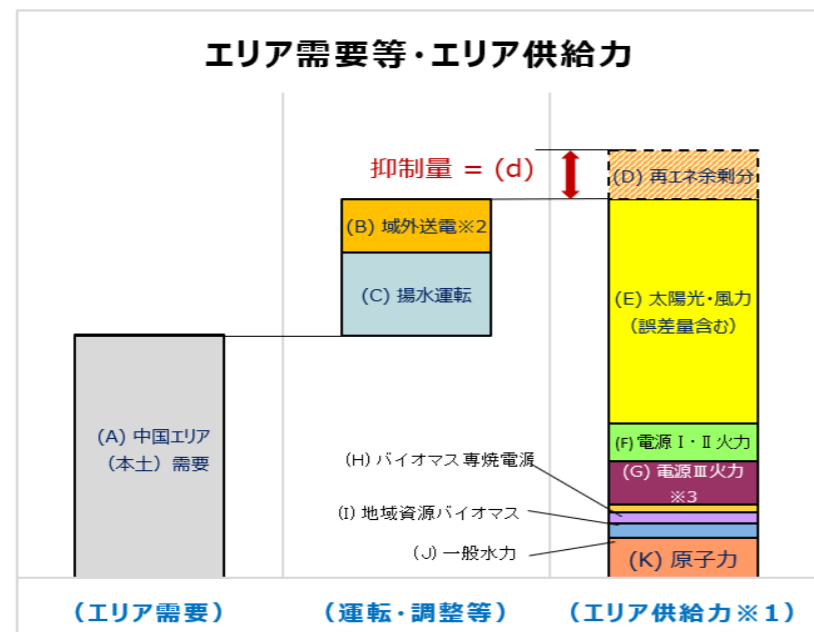 エリア需要等・エリア供給力
抑制量 = (d)
(D) 再エネ余剰分
(B) 域外送電※2
(C) 揚水運転
(E) 太陽光・風力
（誤差量含む）
(A) 中国エリア
（本土）需要
(F) 電源Ⅰ・Ⅱ火力
(G) 電源Ⅲ火力
※3
(H) バイオマス専焼電源
(I) 地域資源バイオマス
(J) 一般水力
(K) 原子力
（エリア需要）
（運転・調整等）
（エリア供給力※1）